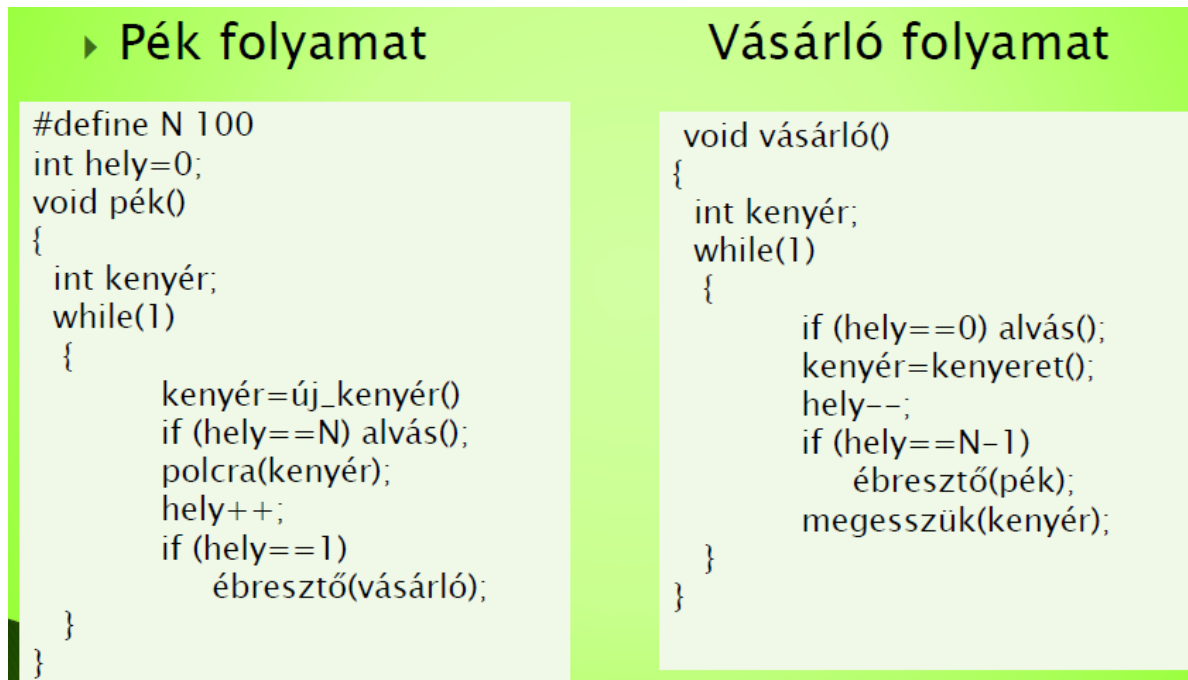 Pék folyamat
#define N 100
int hely=0;
void pék()
{
int kenyér;
while(1)
{
kenyér=új_kenyér()
if (hely==N) alvás();
polcra(kenyér);
hely++;
if (hely==1)
ébresztő(vásárló);
}
}
Vásárló folyamat
void vásárló()
{
int kenyér;
while(1)
{
if (hely==0) alvás();
kenyér=kenyeret();
hely--;
if (hely==N-1)
ébresztő(pék);
megesszük(kenyér);
}
}